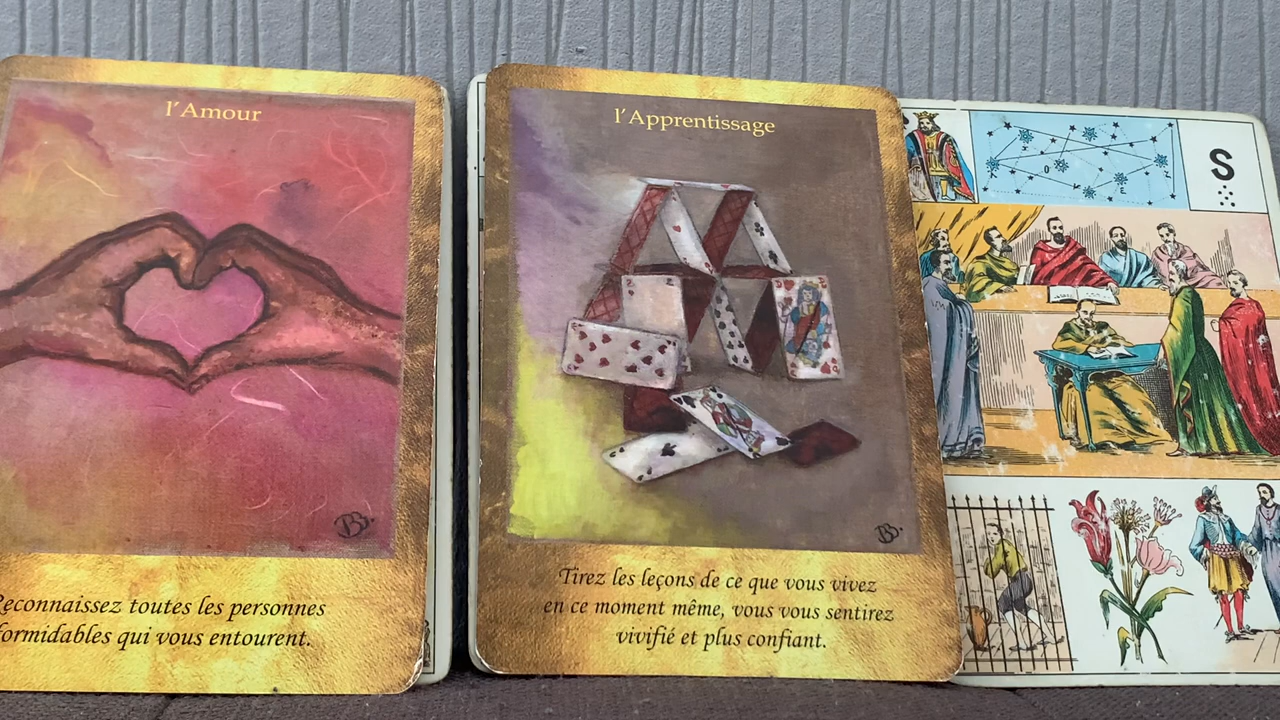 l'Amour
Reconnaissez toutes les personnes
formidables qui vous entourent.
l'Apprentissage
Tirez les leçons de ce que vous vivez
en ce moment même, vous vous sentirez
vivifié et plus confiant.
S